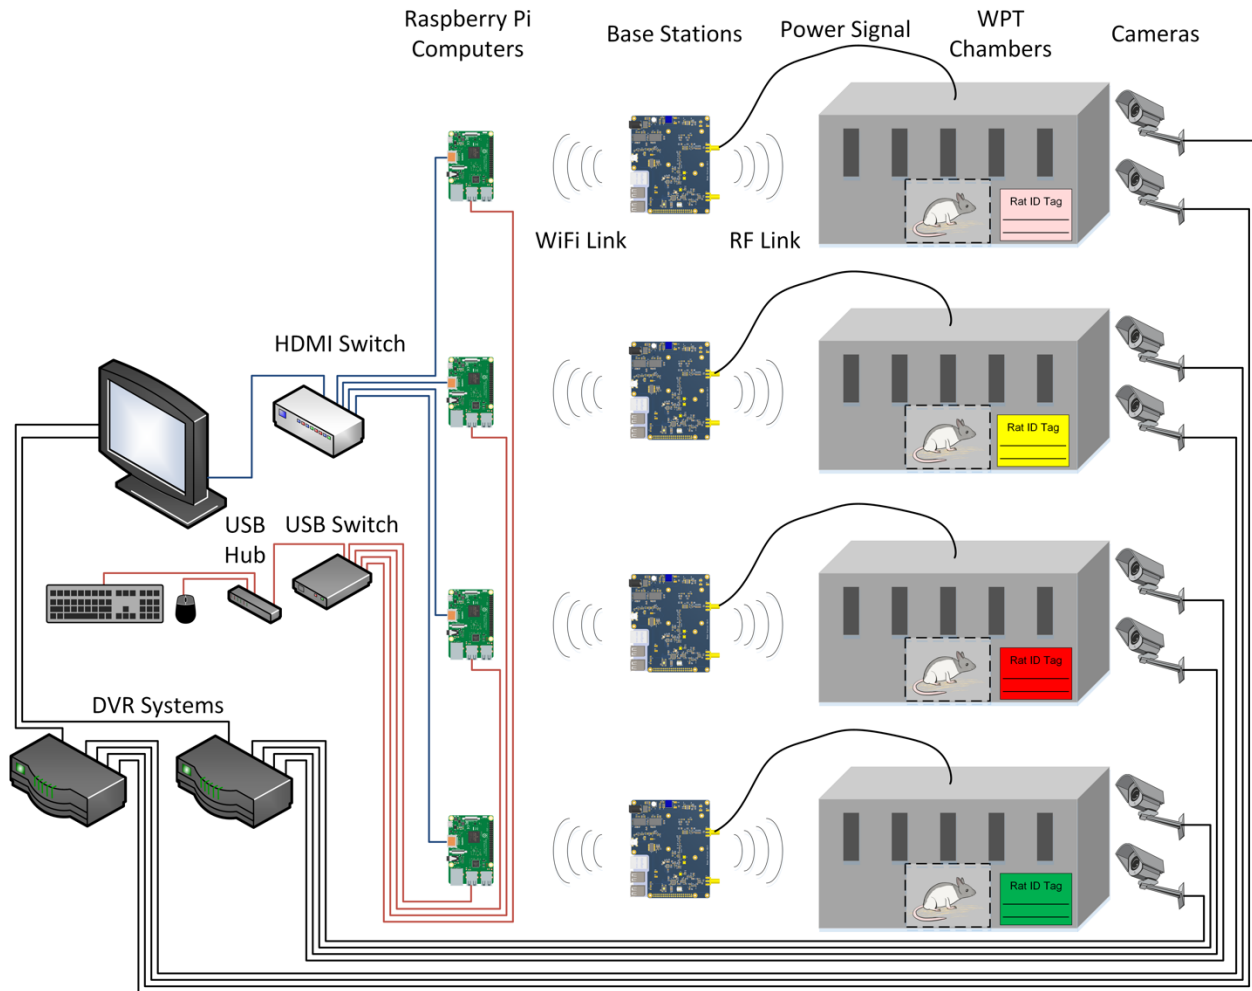 Raspberry Pi
Computers
Base Stations
Power Signal
WPT
Chambers
Cameras
Rat ID Tag
WiFi Link
RF Link
HDMI Switch
Rat ID Tag
USB
Hub
USB Switch
Rat ID Tag
DVR Systems
Rat ID Tag